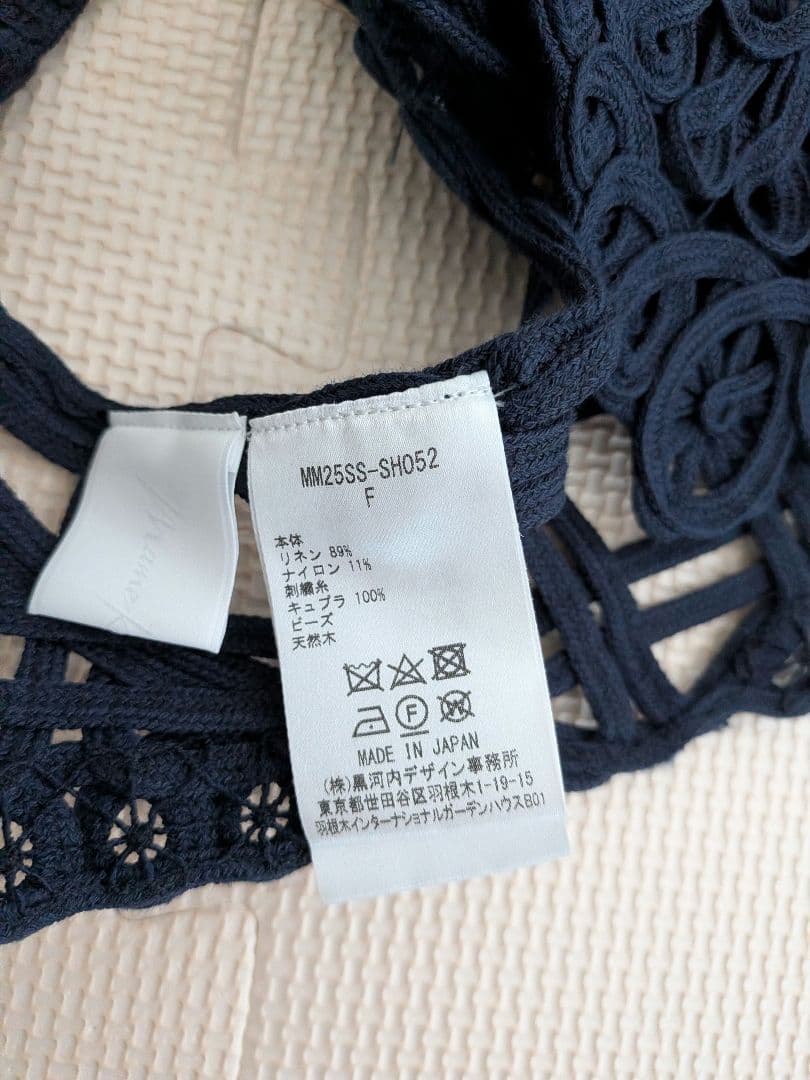 MM25SS-SH052
F
本体
リネン 89%
ナイロン 11%
刺繍糸
キュプラ 100%
ビーズ
天然木
F W
MADE IN JAPAN
(株)黒河内デザイン事務所
東京都世田谷区羽根木1-19-15
羽根木インターナショナルガーデンハウスB01